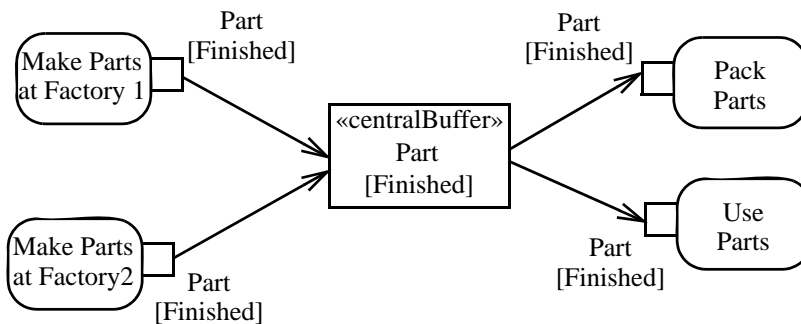 Make Parts
at Factory 1
Part
[Finished]
«centralBuffer»
Part
[Finished]
Part
[Finished]
Pack
Parts
Make Parts
at Factory2
Part
[Finished]
Part
[Finished]
Use
Parts